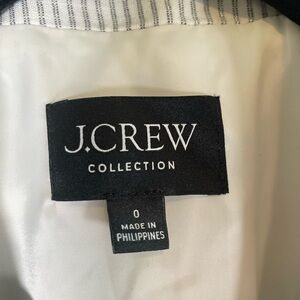 J.CREW
COLLECTION
0
MADE IN
PHILIPPINES